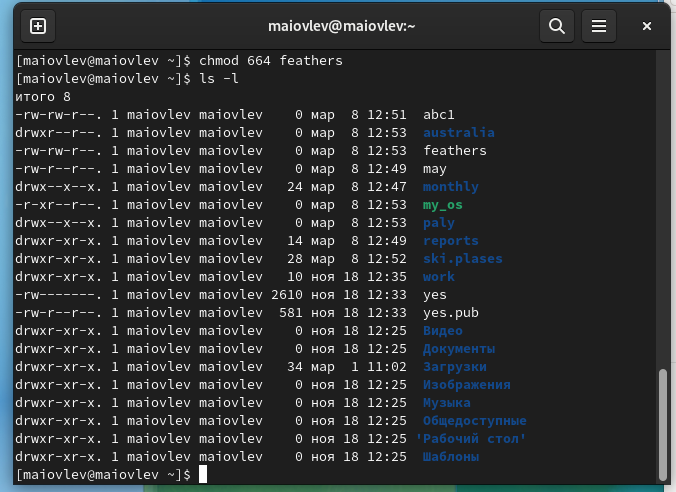 maiovlev@maiovlev:~
[maiovlev@maiovlev ~]$ chmod 664 feathers
[maiovlev@maiovlev ~]$ ls -l
итого 8
-rw-rw-r--. 1 maiovlev maiovlev    0 мар  8 12:51  abc1
drwxr--r--. 1 maiovlev maiovlev    0 мар  8 12:53  australia
-rw-rw-r--. 1 maiovlev maiovlev    0 мар  8 12:53  feathers
-rw-r--r--. 1 maiovlev maiovlev    0 мар  8 12:49  may
drwx--x--x. 1 maiovlev maiovlev   24 мар  8 12:47  monthly
-r-xr--r--. 1 maiovlev maiovlev    0 мар  8 12:53  my_os
drwx--x--x. 1 maiovlev maiovlev    0 мар  8 12:53  paly
drwxr-xr-x. 1 maiovlev maiovlev   14 мар  8 12:49  reports
drwxr-xr-x. 1 maiovlev maiovlev   28 мар  8 12:52  ski.plases
drwxr-xr-x. 1 maiovlev maiovlev   10 ноя 18 12:35  work
-rw-------. 1 maiovlev maiovlev 2610 ноя 18 12:33  yes
-rw-r--r--. 1 maiovlev maiovlev  581 ноя 18 12:33  yes.pub
drwxr-xr-x. 1 maiovlev maiovlev    0 ноя 18 12:25  Видео
drwxr-xr-x. 1 maiovlev maiovlev    0 ноя 18 12:25  Документы
drwxr-xr-x. 1 maiovlev maiovlev   34 мар  1 11:02  Загрузки
drwxr-xr-x. 1 maiovlev maiovlev    0 ноя 18 12:25  Изображения
drwxr-xr-x. 1 maiovlev maiovlev    0 ноя 18 12:25  Музыка
drwxr-xr-x. 1 maiovlev maiovlev    0 ноя 18 12:25  Общедоступные
drwxr-xr-x. 1 maiovlev maiovlev    0 ноя 18 12:25 'Рабочий стол'
drwxr-xr-x. 1 maiovlev maiovlev    0 ноя 18 12:25  Шаблоны
[maiovlev@maiovlev ~]$